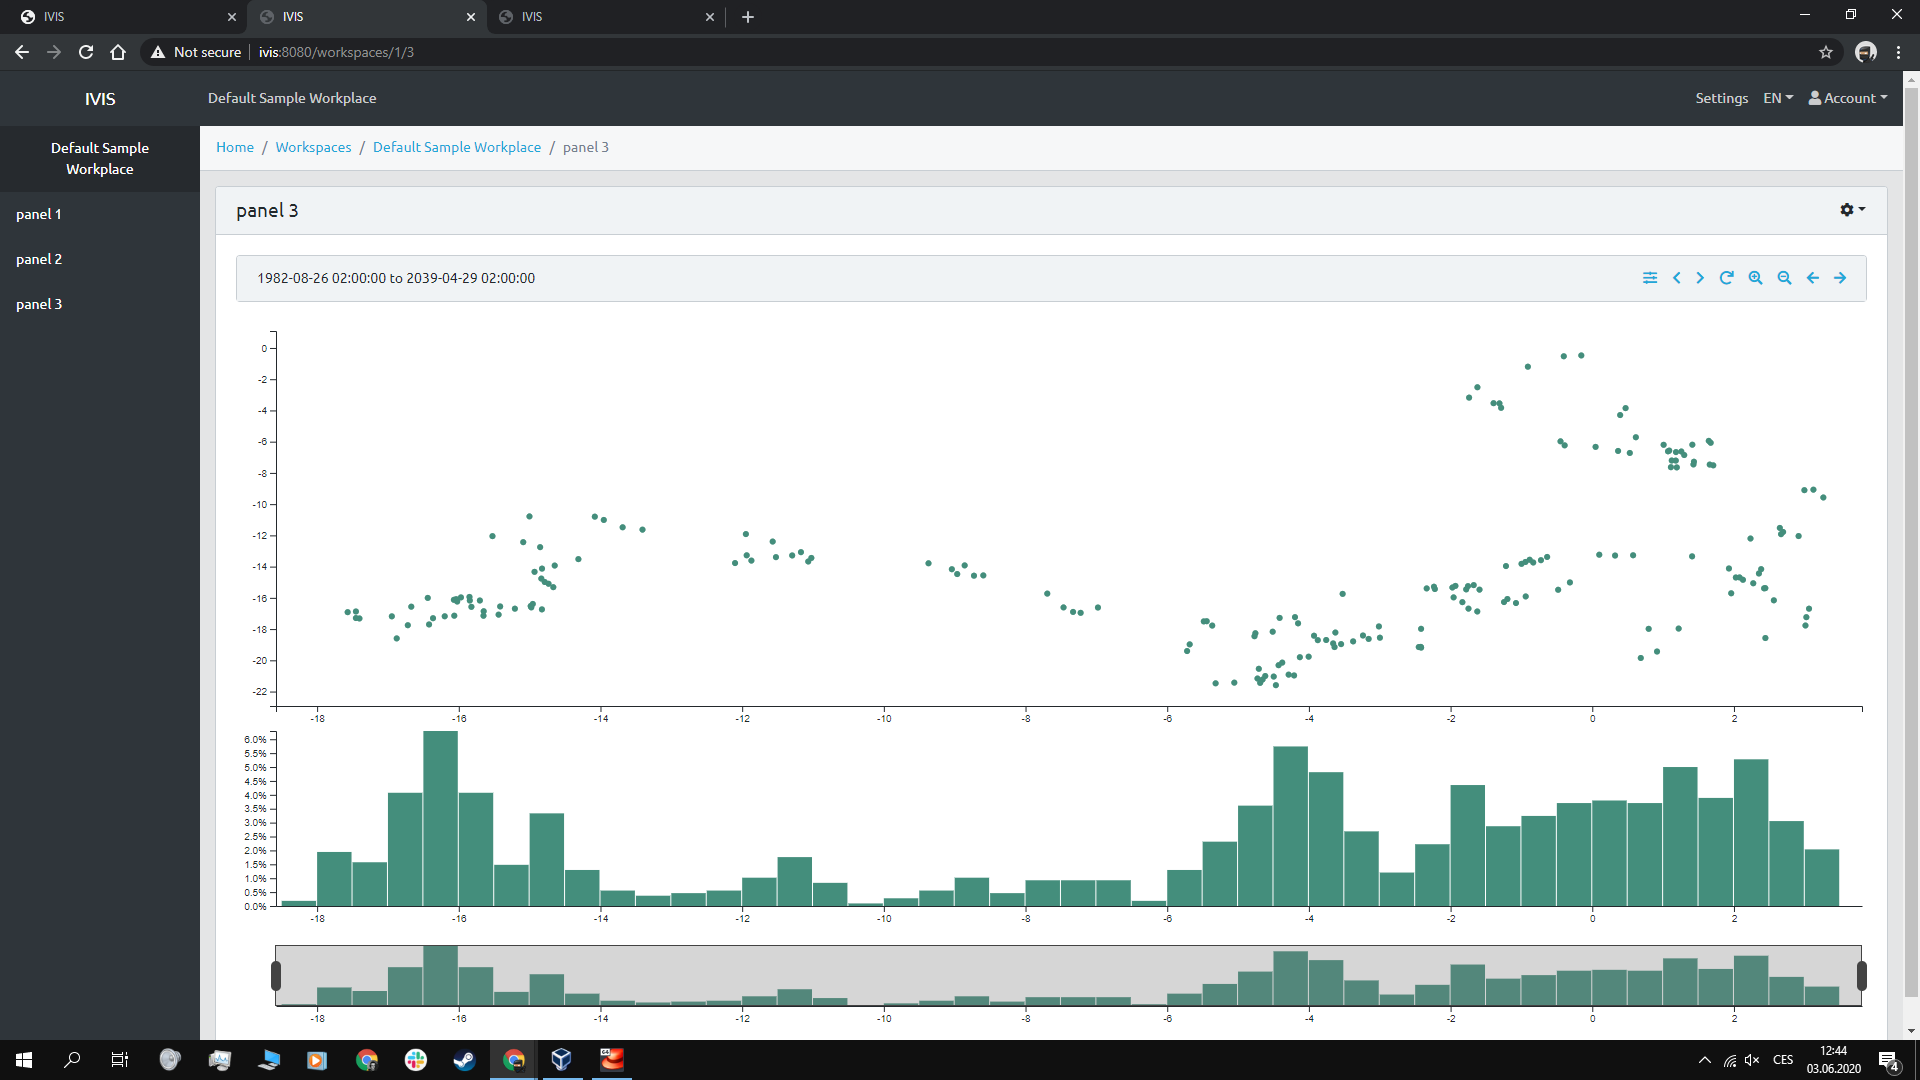 IVIS
IVIS
IVIS
Not secure
ivis:8080/workspaces/1/3
IVIS
Default Sample Workplace
Settings
EN
Account
Default Sample
Workplace
panel 1
panel 2
panel 3
Home / Workspaces / Default Sample Workplace / panel 3
panel 3
1982-08-26 02:00:00 to 2039-04-29 02:00:00
0
-2
-4
-6
-8
-10
-12
-14
-16
-18
-20
-22
-18 -16 -14 -12 -10 -8 -6 -4 -2 0 2
6.0%
5.5%
5.0%
4.5%
4.0%
3.5%
3.0%
2.5%
2.0%
1.5%
1.0%
0.5%
0.0%
-18 -16 -14 -12 -10 -8 -6 -4 -2 0 2
-18 -16 -14 -12 -10 -8 -6 -4 -2 0 2
CES
12:44
03.06.2020
4